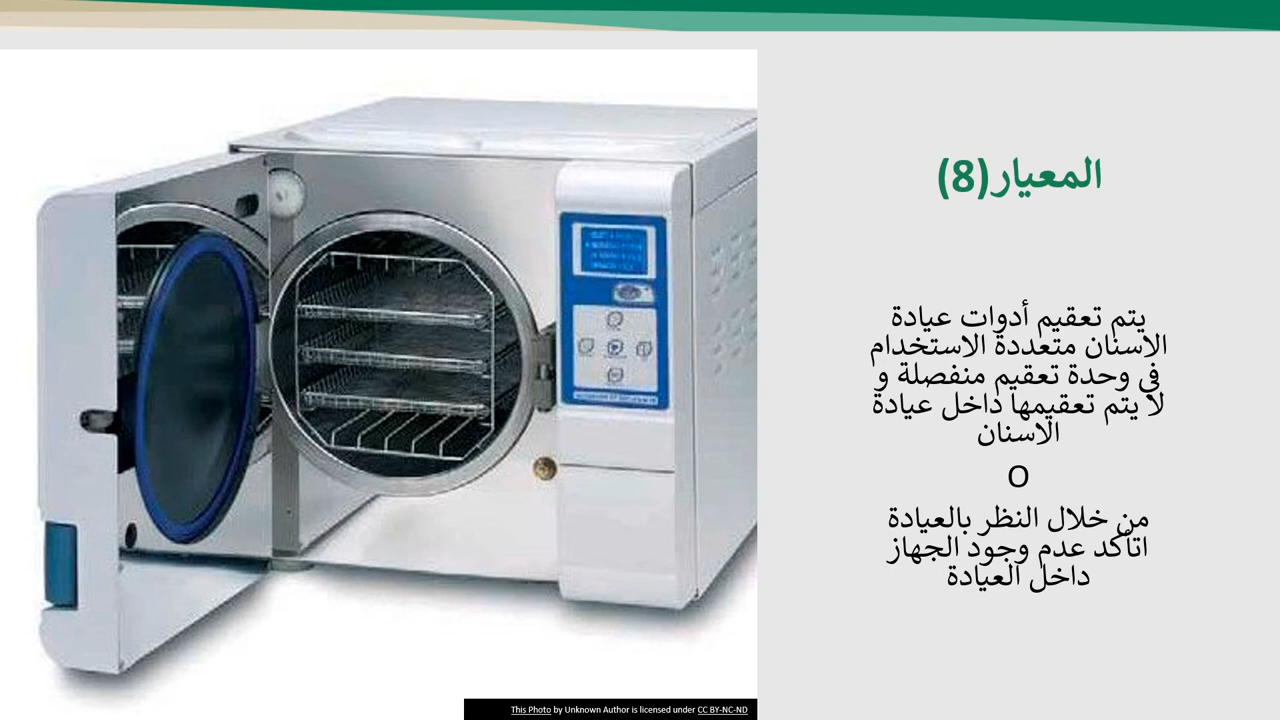 المعيار(8)
يتم تعقيم أدوات عيادة
الاسنان متعددة الاستخدام
في وحدة تعقيم منفصلة و
لا يتم تعقيمها داخل عيادة
الاسنان
O
من خلال النظر بالعيادة
اتأكد عدم وجود الجهاز
داخل العيادة
This Photo by Unknown Author is licensed under CC BY-NC-ND